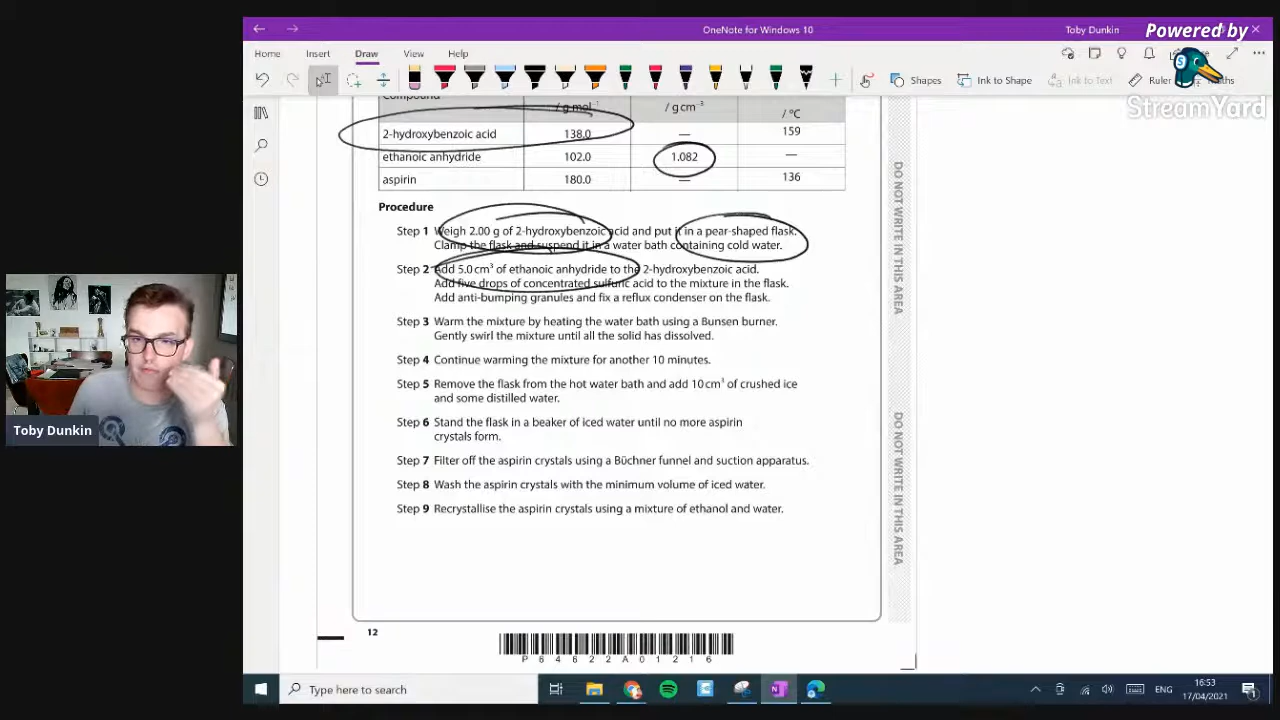 OneNote for Windows 10
Toby Dunkin
Powered by
StreamYard
Home Insert Draw View Help
Shapes Ink to Shape Ink to Text Ruler
Compound / g mol⁻¹ / g cm⁻³ / °C
2-hydroxybenzoic acid 138.0 — 159
ethanoic anhydride 102.0 1.082 —
aspirin 180.0 — 136
Procedure
Step 1 Weigh 2.00 g of 2-hydroxybenzoic acid and put it in a pear-shaped flask.
Clamp the flask and suspend it in a water bath containing cold water.
Step 2 Add 5.0 cm³ of ethanoic anhydride to the 2-hydroxybenzoic acid.
Add five drops of concentrated sulfuric acid to the mixture in the flask.
Add anti-bumping granules and fix a reflux condenser on the flask.
Step 3 Warm the mixture by heating the water bath using a Bunsen burner.
Gently swirl the mixture until all the solid has dissolved.
Step 4 Continue warming the mixture for another 10 minutes.
Step 5 Remove the flask from the hot water bath and add 10 cm³ of crushed ice
and some distilled water.
Step 6 Stand the flask in a beaker of iced water until no more aspirin
crystals form.
Step 7 Filter off the aspirin crystals using a Büchner funnel and suction apparatus.
Step 8 Wash the aspirin crystals with the minimum volume of iced water.
Step 9 Recrystallise the aspirin crystals using a mixture of ethanol and water.
DO NOT WRITE IN THIS AREA
DO NOT WRITE IN THIS AREA
Toby Dunkin
12
P 6 4 6 2 2 A 0 1 2 1 6
Type here to search
ENG
16:53
17/04/2021